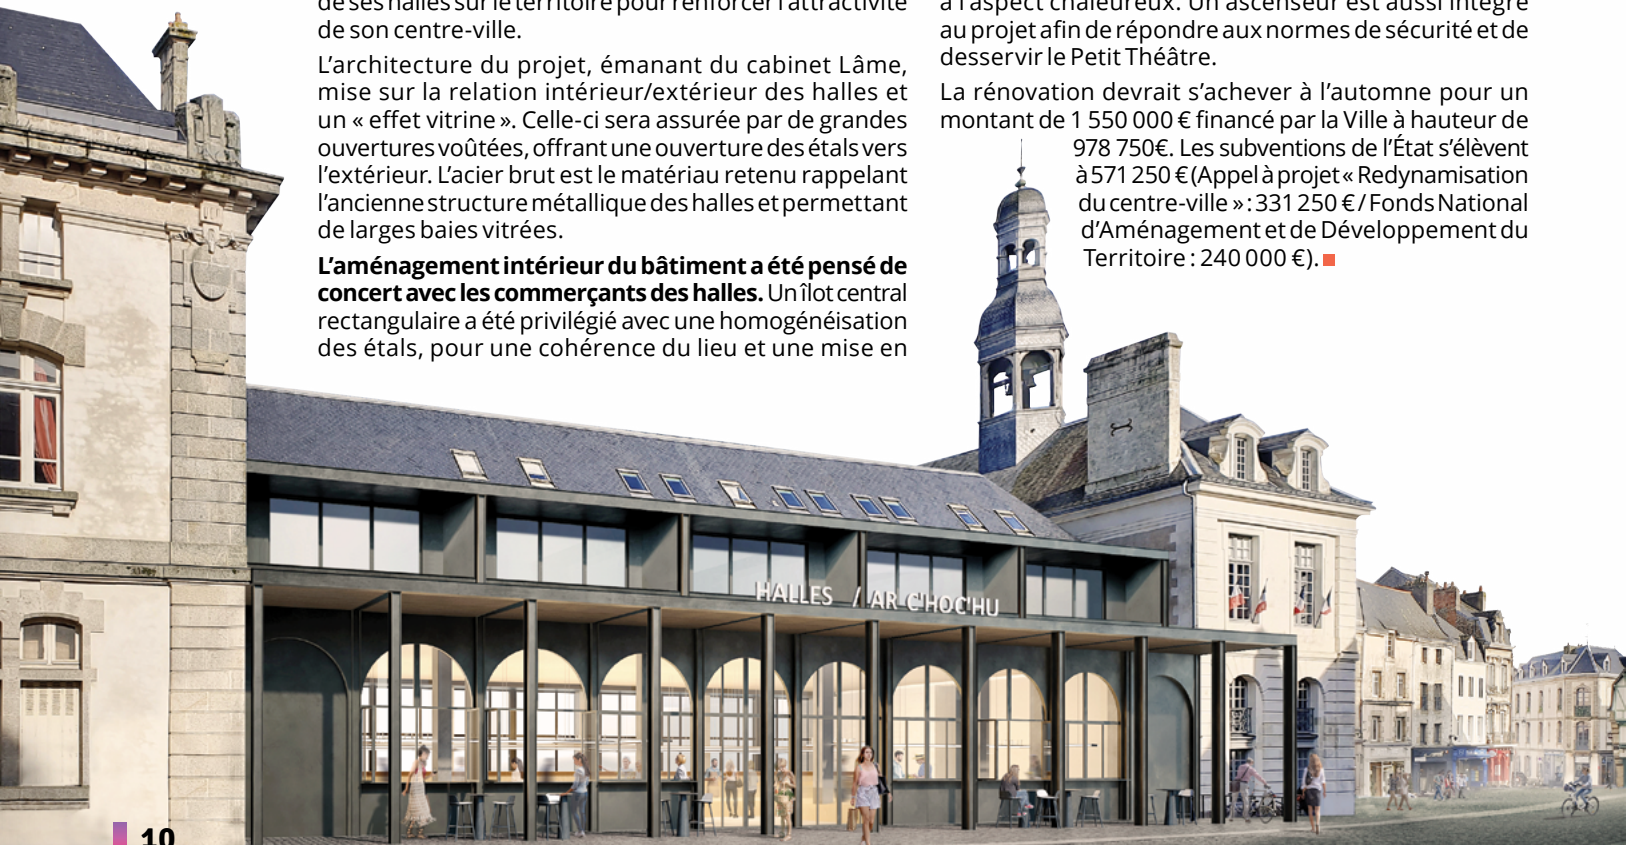 de ses halles sur le territoire pour renforcer l'attractivité
de son centre-ville.
L'architecture du projet, émanant du cabinet Lâme,
mise sur la relation intérieur/extérieur des halles et
un « effet vitrine ». Celle-ci sera assurée par de grandes
ouvertures voûtées, offrant une ouverture des étals vers
l'extérieur. L'acier brut est le matériau retenu rappelant
l'ancienne structure métallique des halles et permettant
de larges baies vitrées.
L'aménagement intérieur du bâtiment a été pensé de
concert avec les commerçants des halles. Un îlot central
rectangulaire a été privilégié avec une homogénéisation
des étals, pour une cohérence du lieu et une mise en
à l'aspect chaleureux. Un ascenseur est aussi intégré
au projet afin de répondre aux normes de sécurité et de
desservir le Petit Théâtre.
La rénovation devrait s'achever à l'automne pour un
montant de 1 550 000 € financé par la Ville à hauteur de
978 750€. Les subventions de l'État s'élèvent
à 571 250 € (Appel à projet « Redynamisation
du centre-ville » : 331 250 € / Fonds National
d'Aménagement et de Développement du
Territoire : 240 000 €).
HALLES / AR C'HOC'HU
10